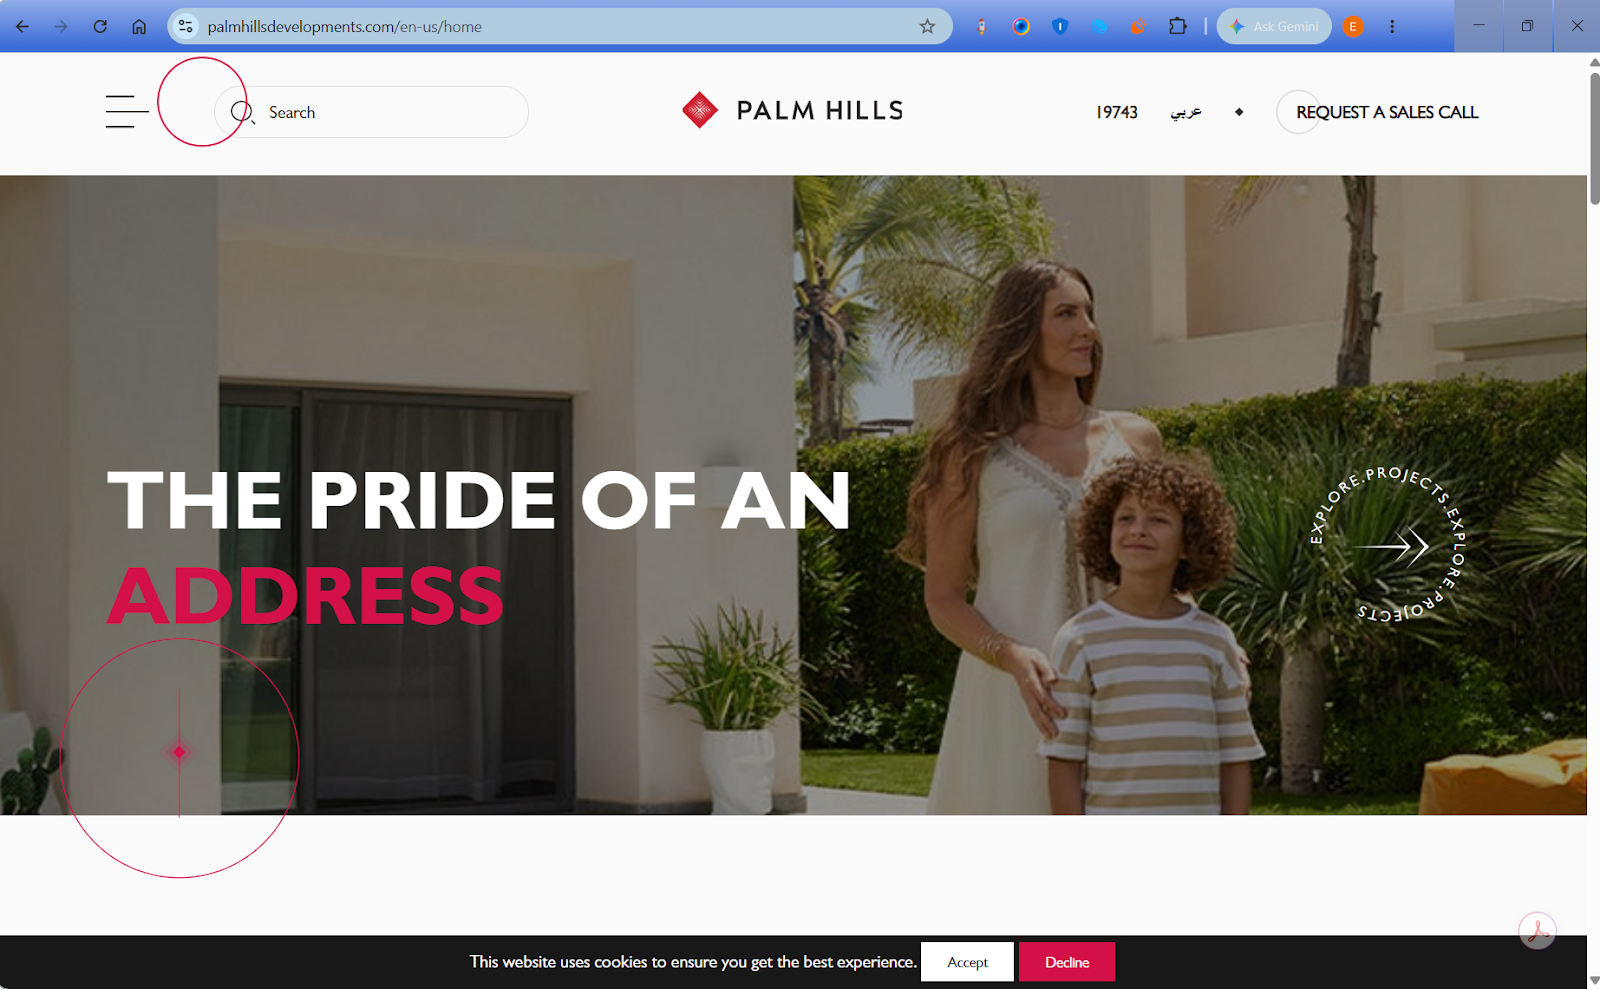 palmhillsdevelopments.com/en-us/home
Ask Gemini
E
Search
PALM HILLS
19743
عربي
REQUEST A SALES CALL
THE PRIDE OF AN
ADDRESS
EXPLORE.PROJECTS.EXPLORE.PROJECTS
This website uses cookies to ensure you get the best experience.
Accept
Decline